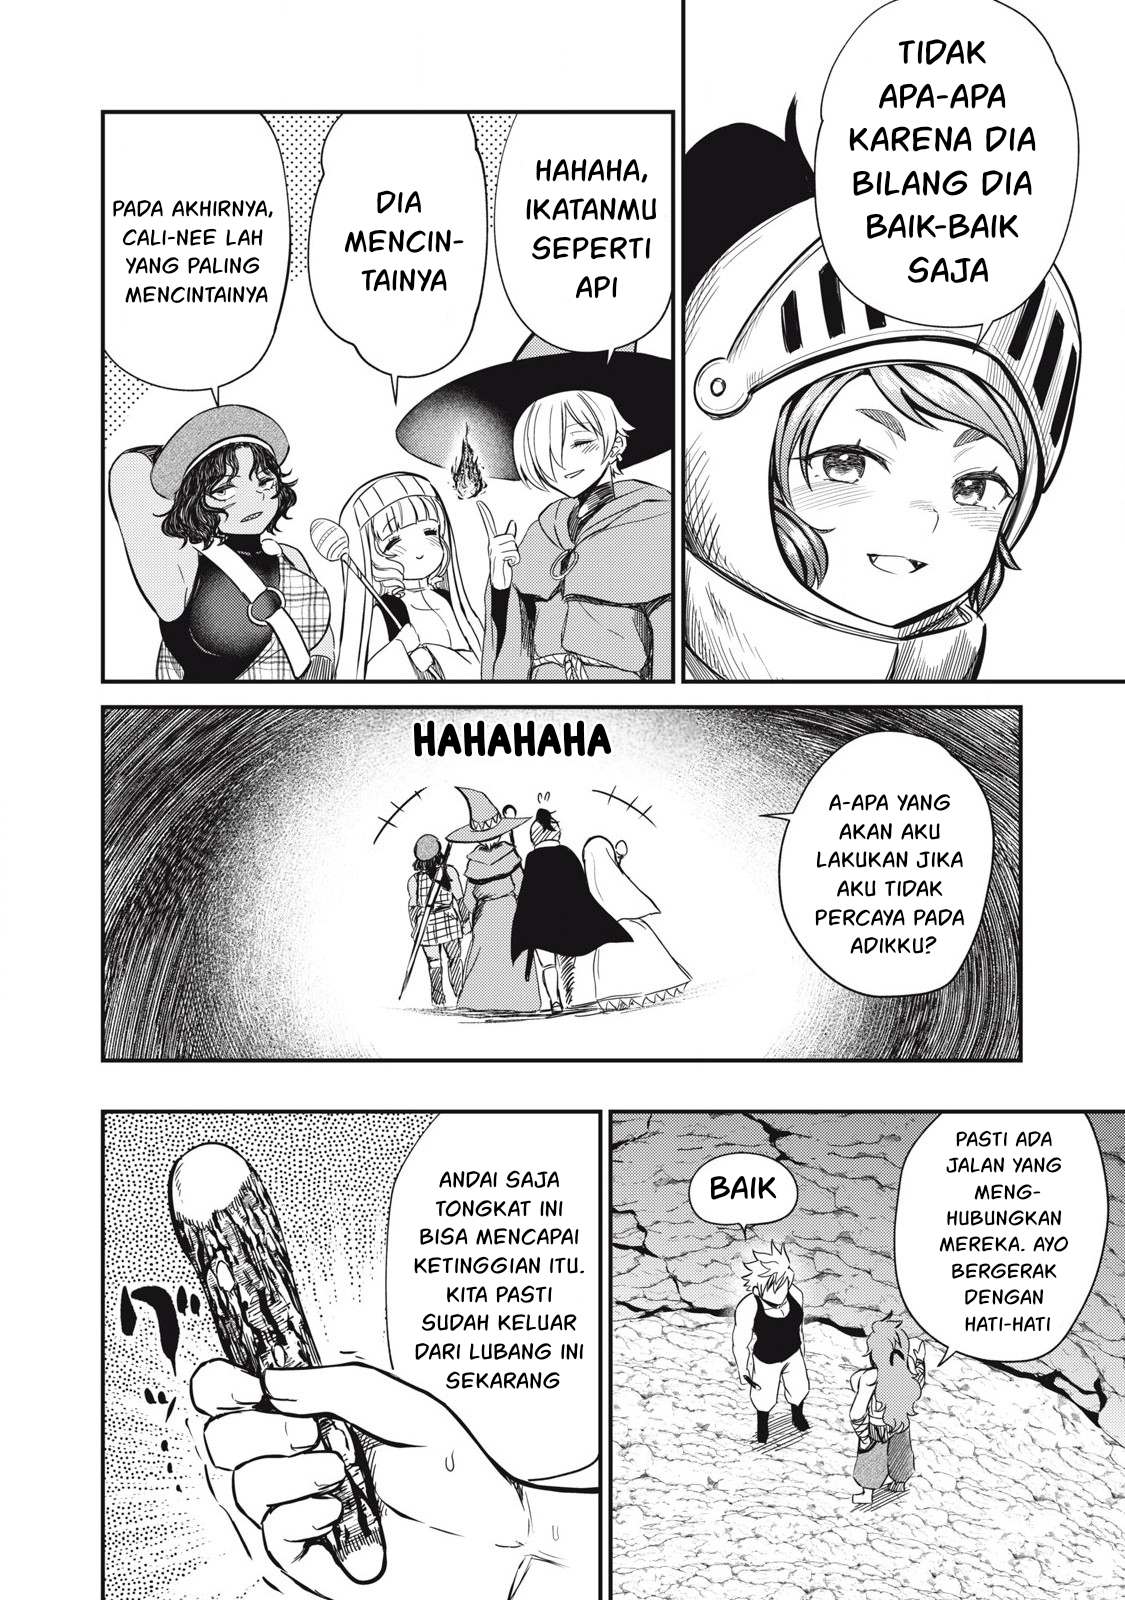 TIDAK
APA-APA
KARENA DIA
BILANG DIA
BAIK-BAIK
SAJA
HAHAHA,
IKATANMU
SEPERTI
API
DIA
MENCIN-
TAINYA
PADA AKHIRNYA,
CALI-NEE LAH
YANG PALING
MENCINTAINYA
HAHAHAHA
A-APA YANG
AKAN AKU
LAKUKAN JIKA
AKU TIDAK
PERCAYA PADA
ADIKKU?
PASTI ADA
JALAN YANG
MENG-
HUBUNGKAN
MEREKA. AYO
BERGERAK
DENGAN
HATI-HATI
BAIK
ANDAI SAJA
TONGKAT INI
BISA MENCAPAI
KETINGGIAN ITU.
KITA PASTI
SUDAH KELUAR
DARI LUBANG INI
SEKARANG